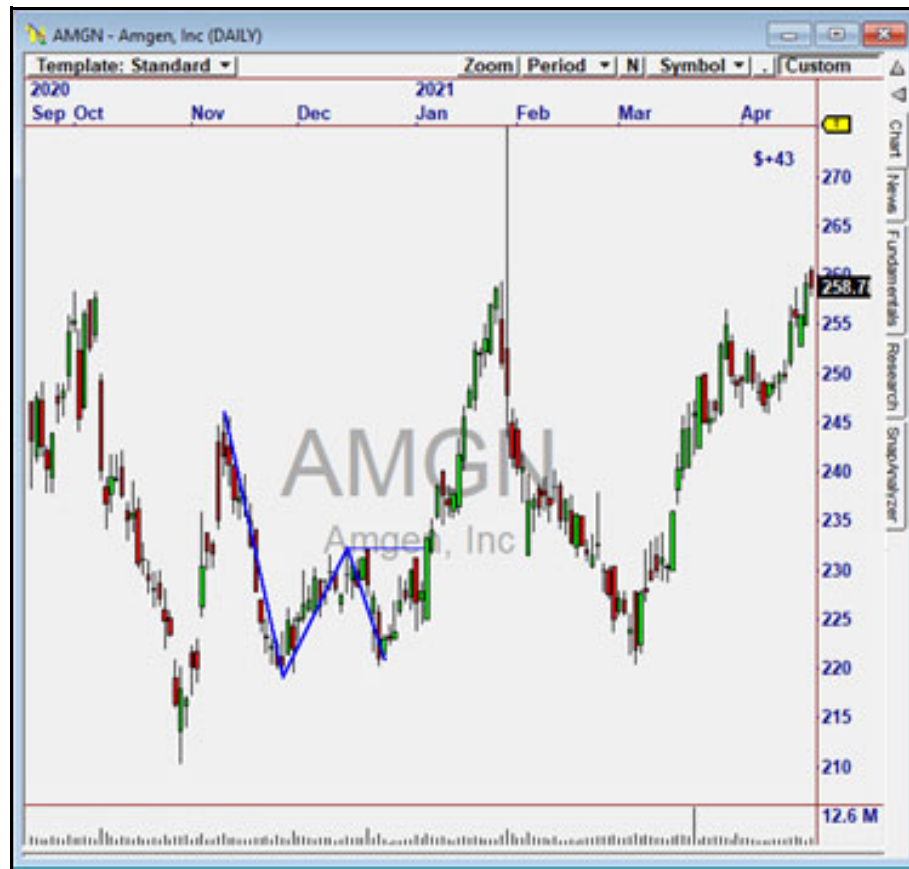 AMGN - Amgen, Inc (DAILY)
Template: Standard Zoom Period N Symbol . Custom
2020 2021
Sep Oct Nov Dec Jan Feb Mar Apr
T
$+43
270
265
260
258.7
255
250
245
240
235
230
225
220
215
210
12.6 M
AMGN
Amgen, Inc
Chart
News
Fundamentals
Research
SnapAnalyzer